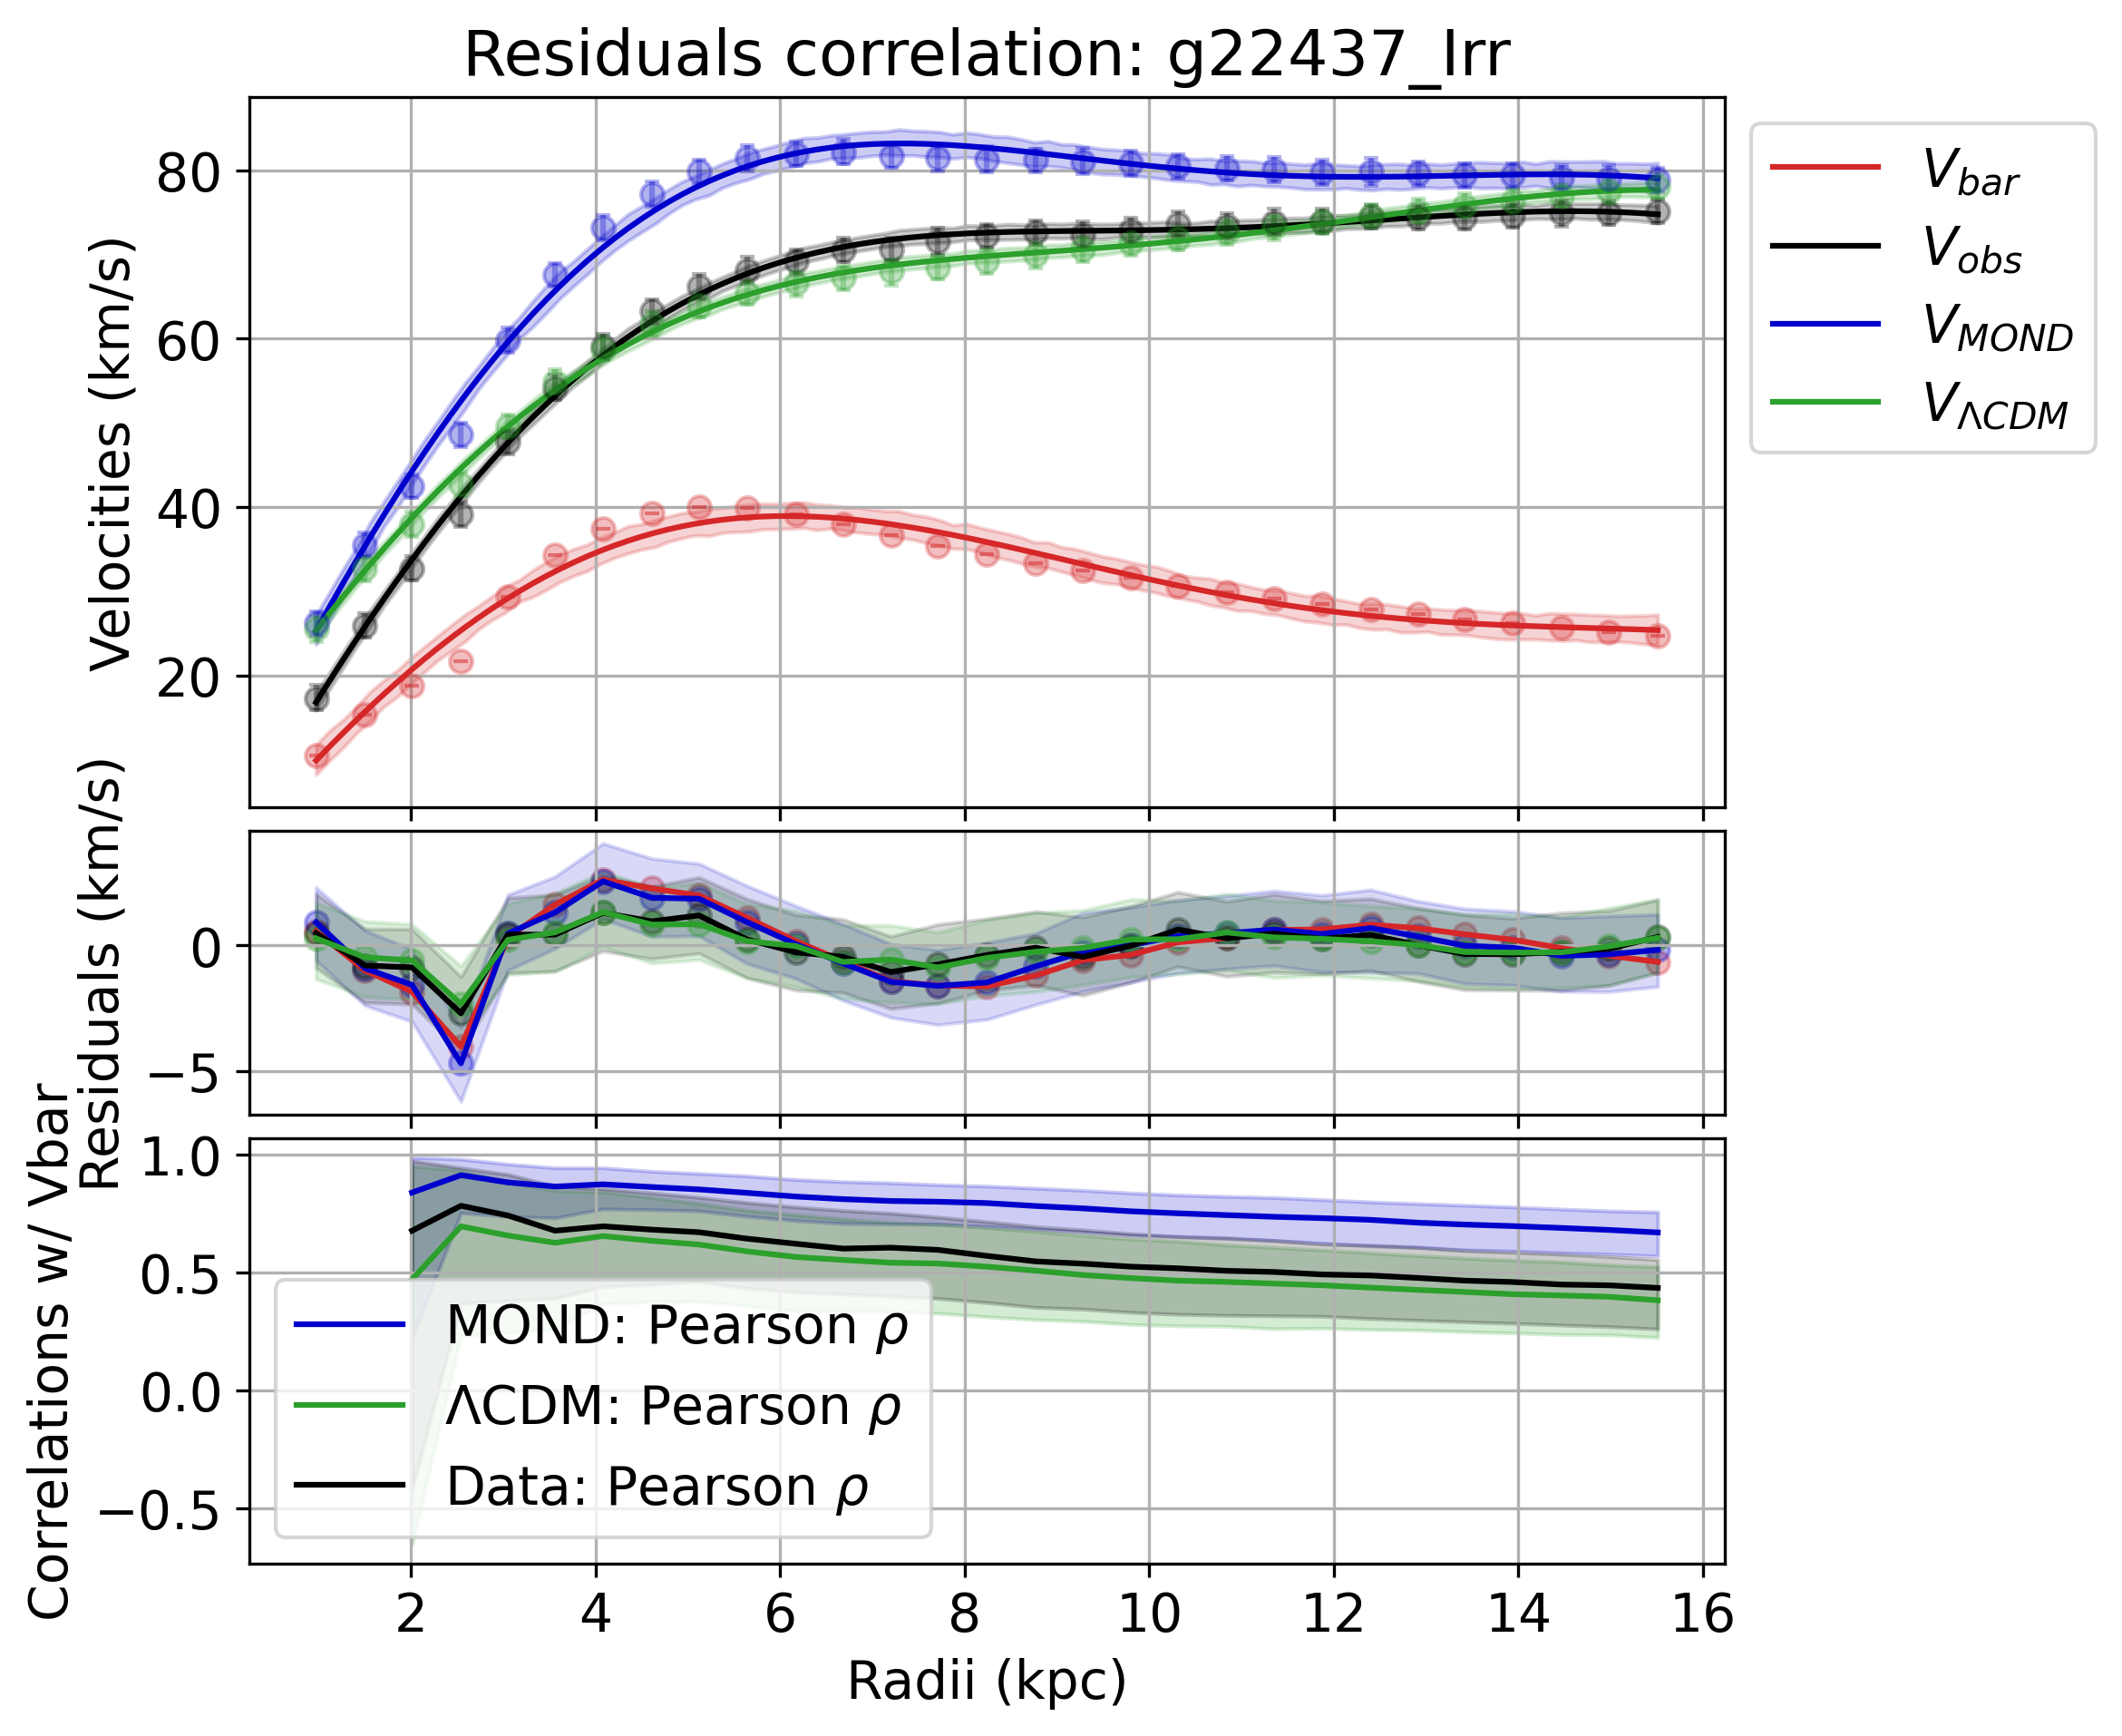 Residuals correlation: g22437_Irr
Velocities (km/s)
80
60
40
20
V_bar
V_obs
V_MOND
V_ΛCDM
Residuals (km/s)
0
−5
Correlations w/ Vbar
1.0
0.5
0.0
−0.5
MOND: Pearson ρ
ΛCDM: Pearson ρ
Data: Pearson ρ
2 4 6 8 10 12 14 16
Radii (kpc)